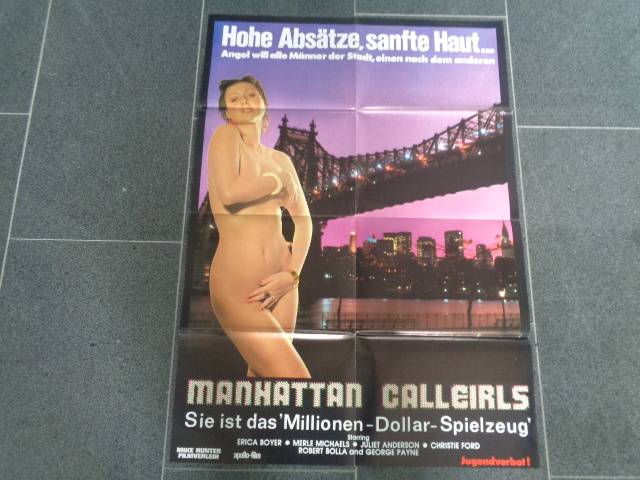 Hohe Absätze, sanfte Haut...
Angel will alle Männer der Stadt, einen nach dem anderen
MANHATTAN CALLGIRLS
Sie ist das 'Millionen-Dollar-Spielzeug'
Starring
ERICA BOYER • MERLE MICHAELS • JULIET ANDERSON • CHRISTIE FORD
ROBERT BOLLA and GEORGE PAYNE
MIKE HUNTER
FILMVERLEIH
apollo-film
Jugendverbot!